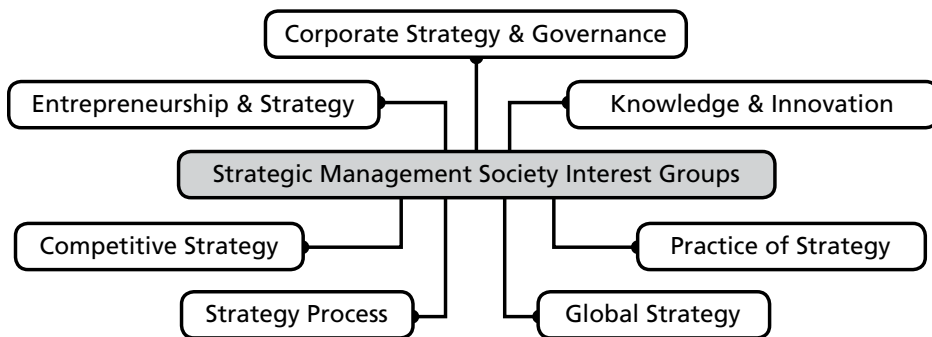 Corporate Strategy & Governance
Entrepreneurship & Strategy
Knowledge & Innovation
Strategic Management Society Interest Groups
Competitive Strategy
Practice of Strategy
Strategy Process
Global Strategy